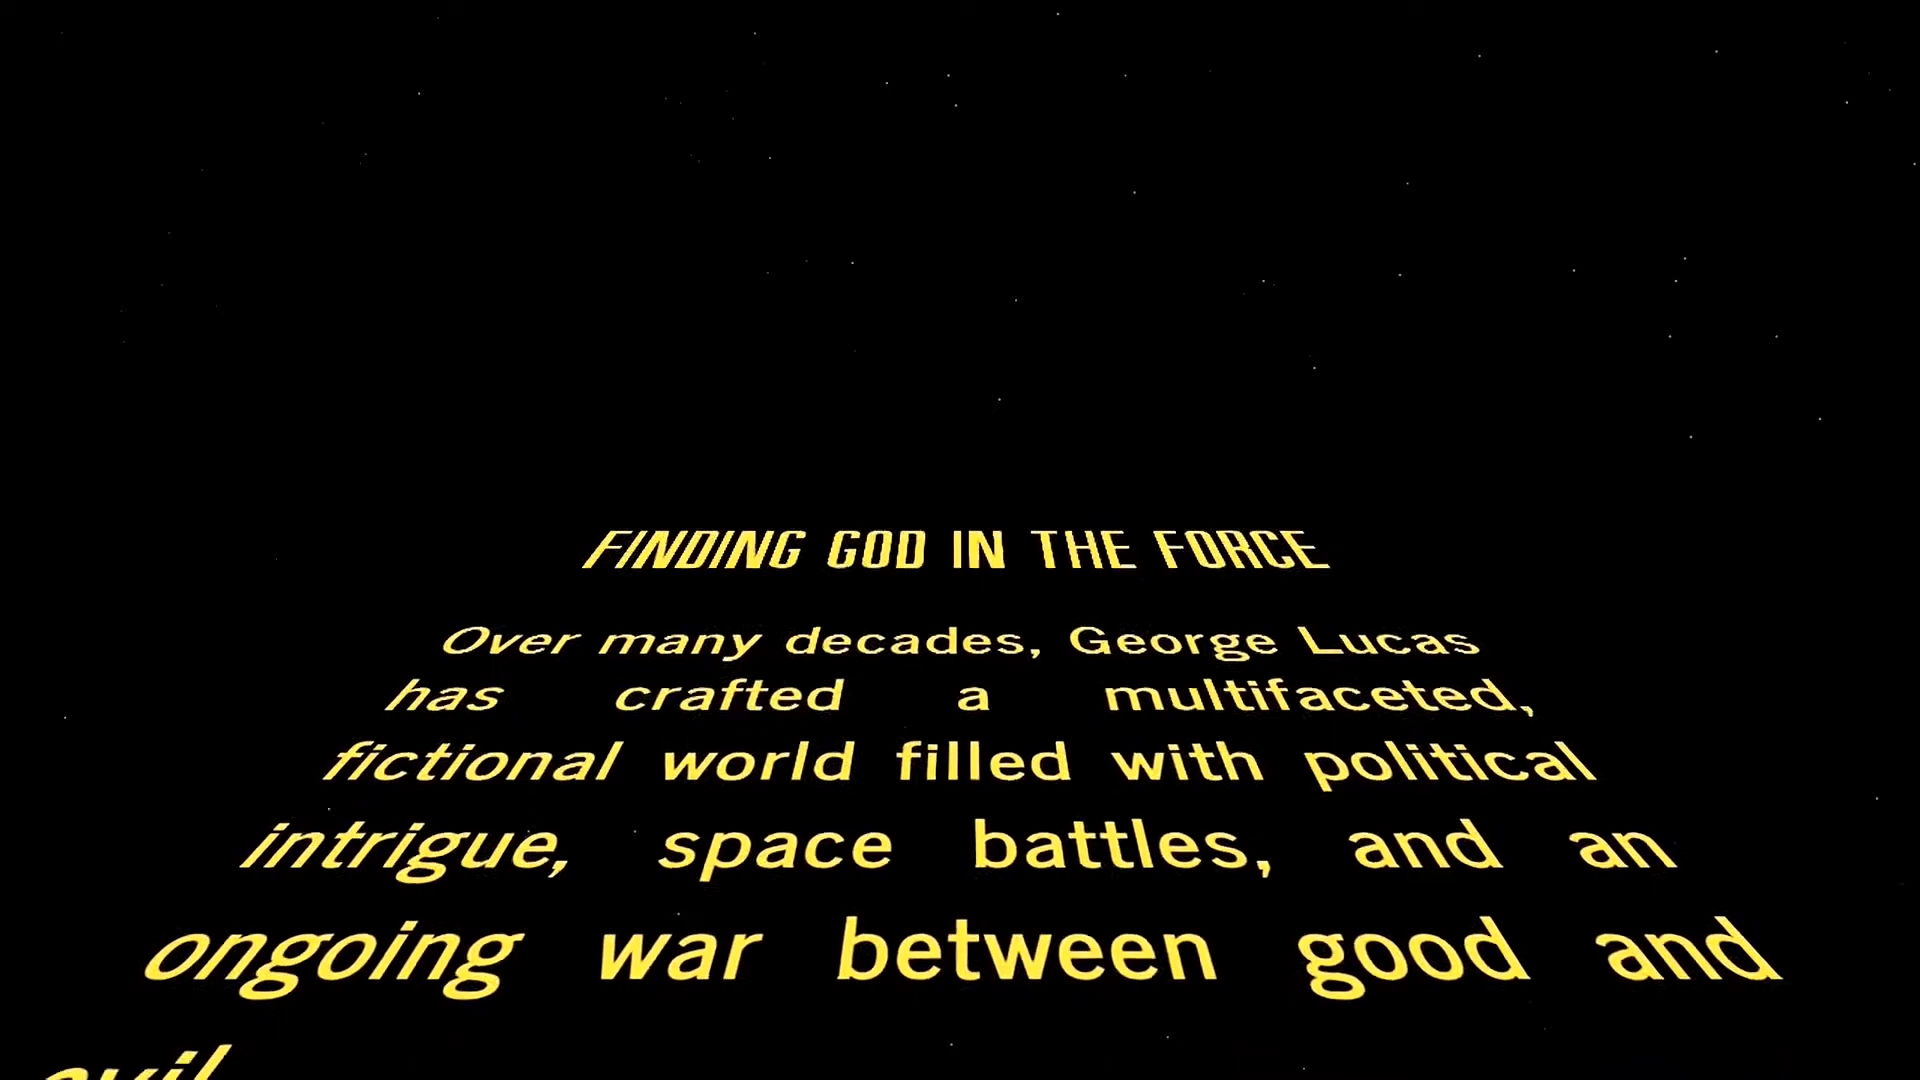 FINDING GOD IN THE FORCE
Over many decades, George Lucas
has crafted a multifaceted,
fictional world filled with political
intrigue, space battles, and an
ongoing war between good and
evil